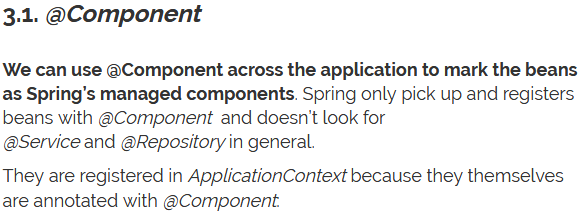 3.1. @Component
We can use @Component across the application to mark the beans
as Spring's managed components. Spring only pick up and registers
beans with @Component and doesn't look for
@Service and @Repository in general.
They are registered in ApplicationContext because they themselves
are annotated with @Component: